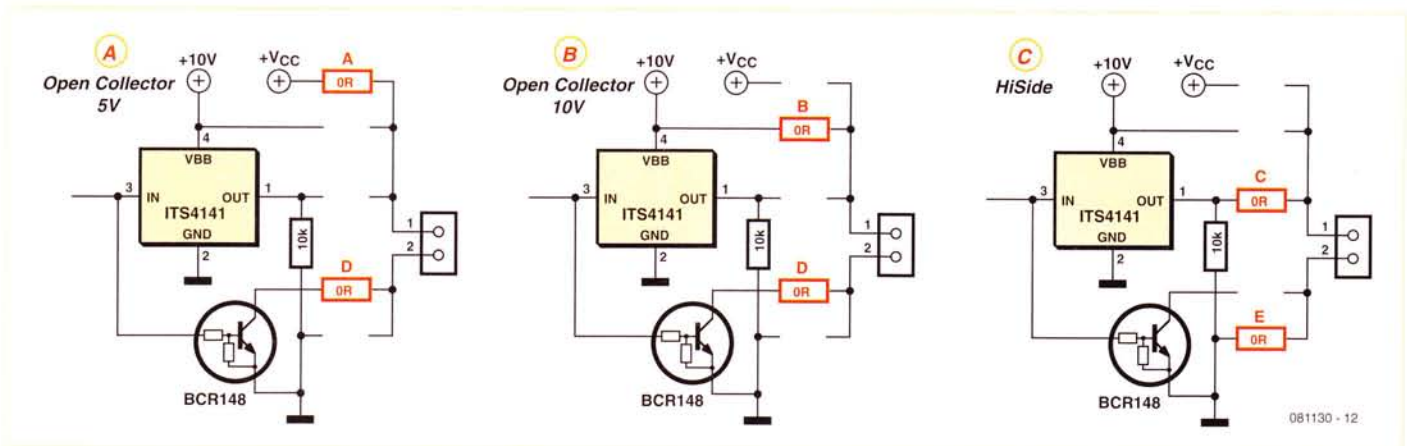 A
Open Collector
5V
+10V
+VCC
A
0R
4
VBB
3
IN
OUT
1
ITS4141
GND
2
10k
1
2
D
0R
BCR148
B
Open Collector
10V
+10V
+VCC
B
0R
4
VBB
3
IN
OUT
1
ITS4141
GND
2
10k
1
2
D
0R
BCR148
C
HiSide
+10V
+VCC
4
VBB
3
IN
OUT
1
ITS4141
GND
2
C
0R
10k
1
2
E
0R
BCR148
081130 - 12